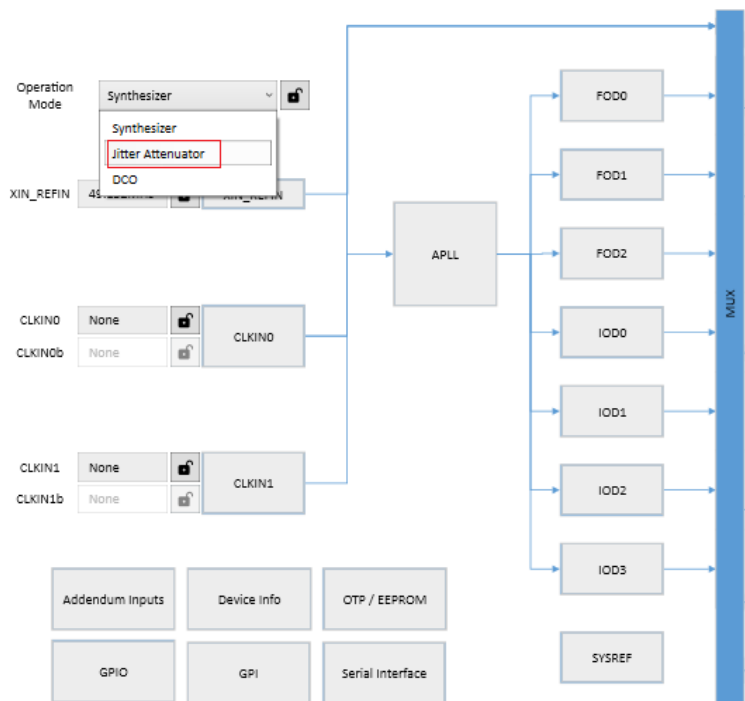 Operation
Mode
Synthesizer
Synthesizer
Jitter Attenuator
DCO
XIN_REFIN
XIN_REFIN
CLKIN0
None
CLKIN0b
None
CLKIN0
CLKIN1
None
CLKIN1b
None
CLKIN1
APLL
FOD0
FOD1
FOD2
IOD0
IOD1
IOD2
IOD3
SYSREF
MUX
Addendum Inputs
Device Info
OTP / EEPROM
GPIO
GPI
Serial Interface